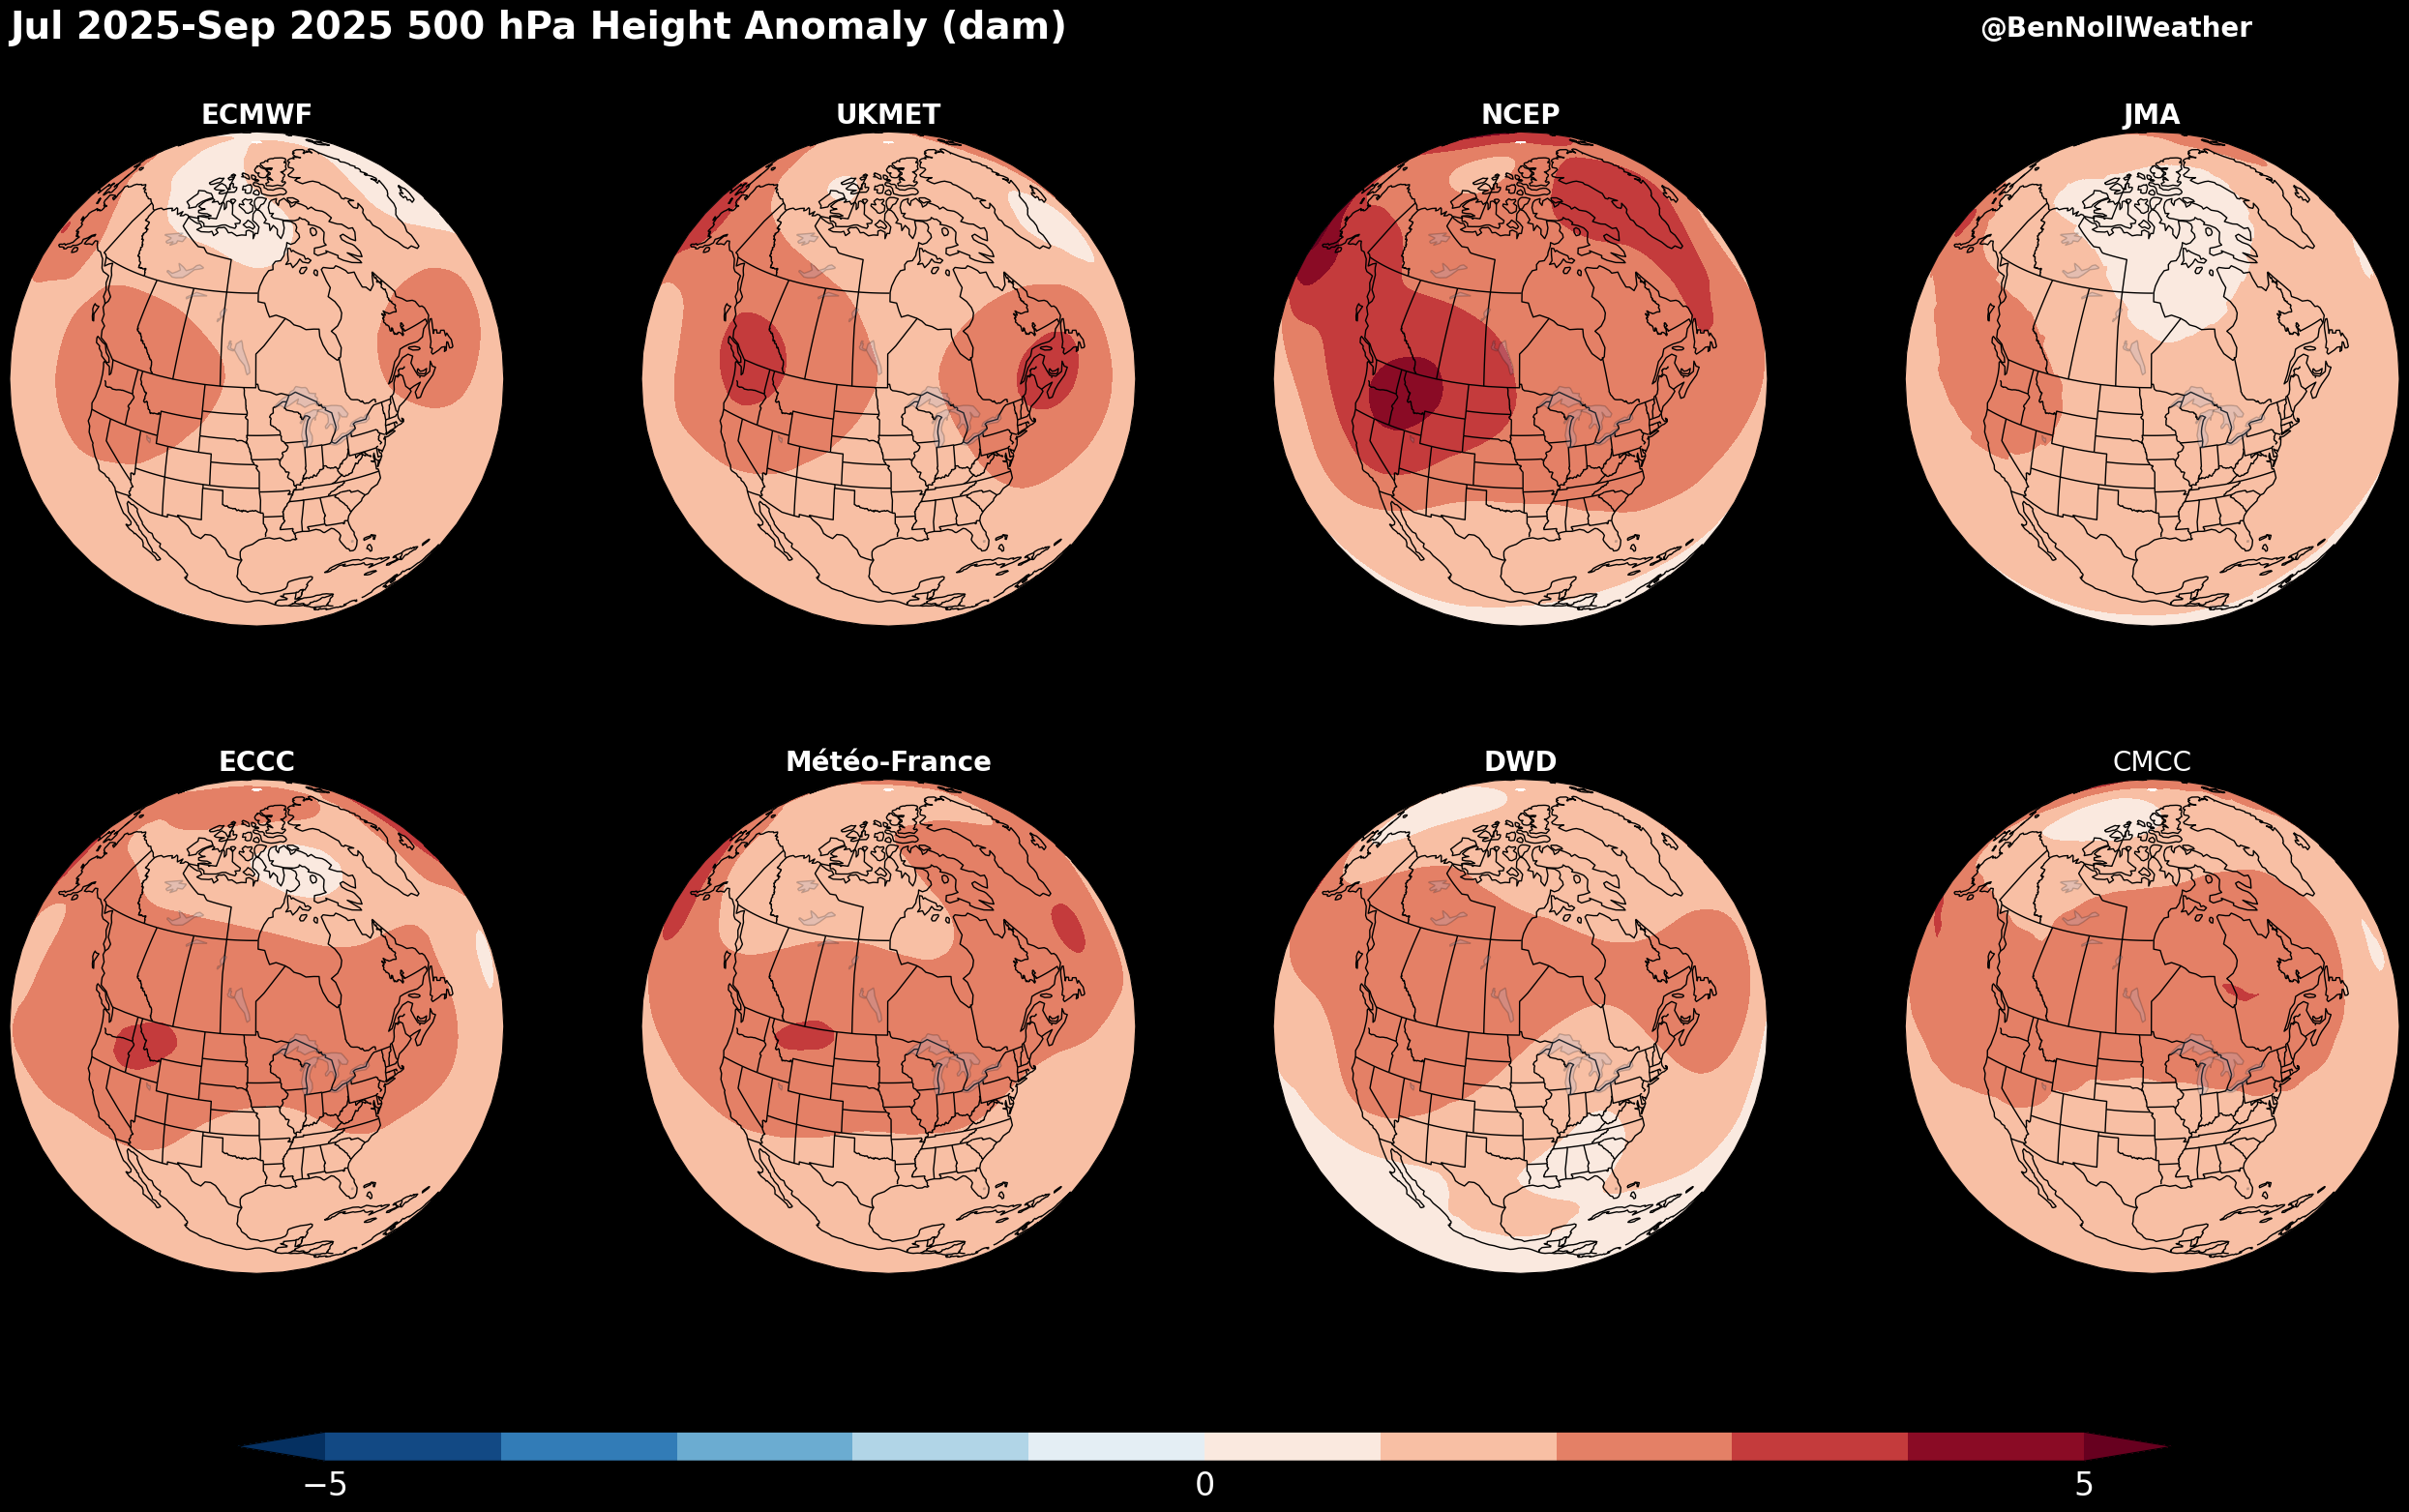 Jul 2025-Sep 2025 500 hPa Height Anomaly (dam)
@BenNollWeather
ECMWF
UKMET
NCEP
JMA
ECCC
Météo-France
DWD
CMCC
−5
0
5